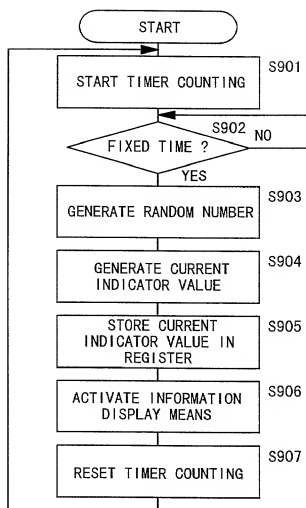 START
S901
START TIMER COUNTING
S902
FIXED TIME ?
NO
YES
S903
GENERATE RANDOM NUMBER
S904
GENERATE CURRENT
INDICATOR VALUE
S905
STORE CURRENT
INDICATOR VALUE IN
REGISTER
S906
ACTIVATE INFORMATION
DISPLAY MEANS
S907
RESET TIMER COUNTING